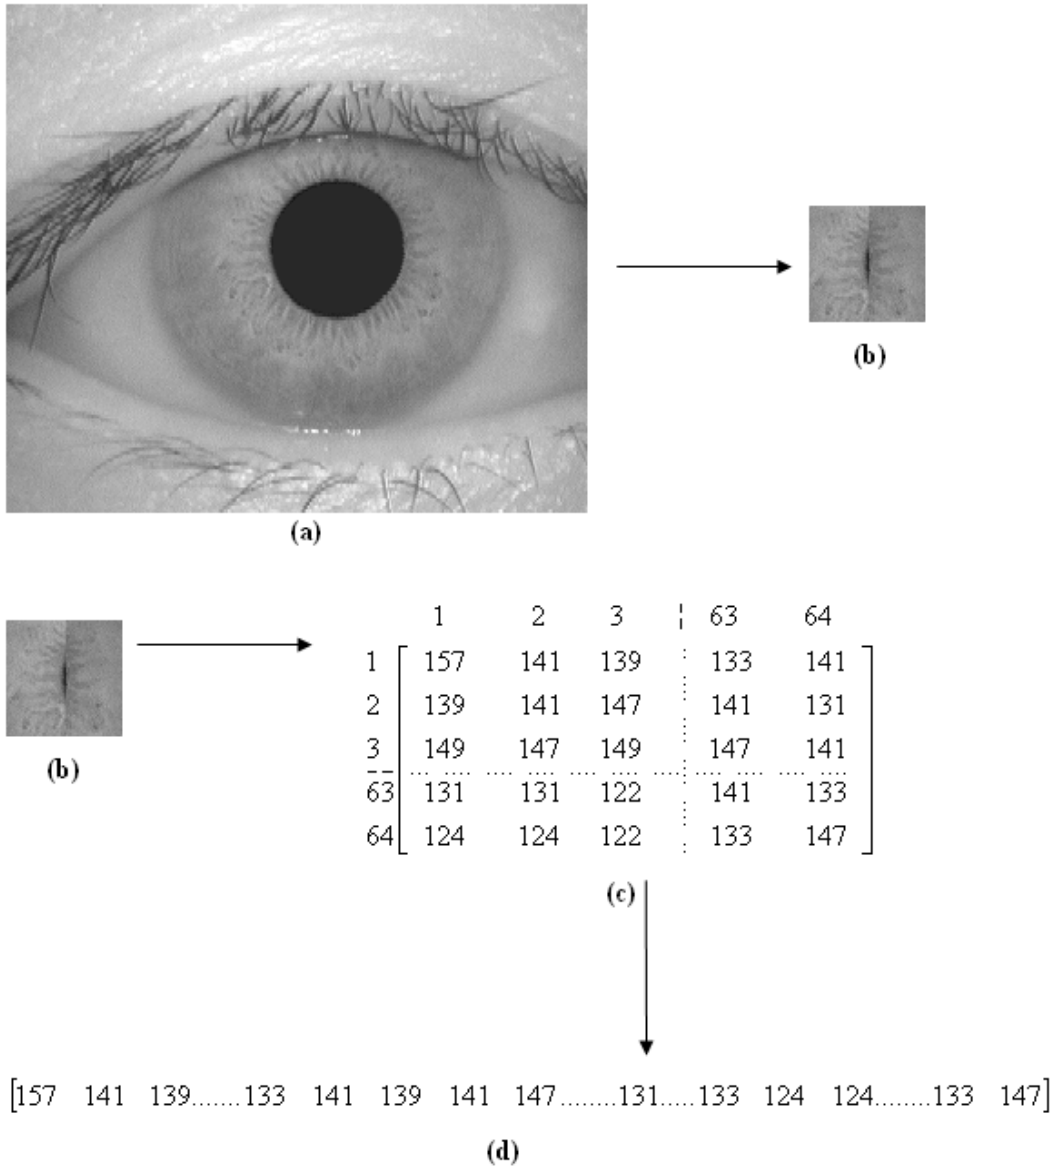 (b)
(a)
1 2 3 ¦ 63 64
(b)
1 157 141 139 133 141
2 139 141 147 141 131
3 149 147 149 147 141
63 131 131 122 141 133
64 124 124 122 133 147
(c)
[157 141 139.......133 141 139 141 147........131.....133 124 124........133 147]
(d)